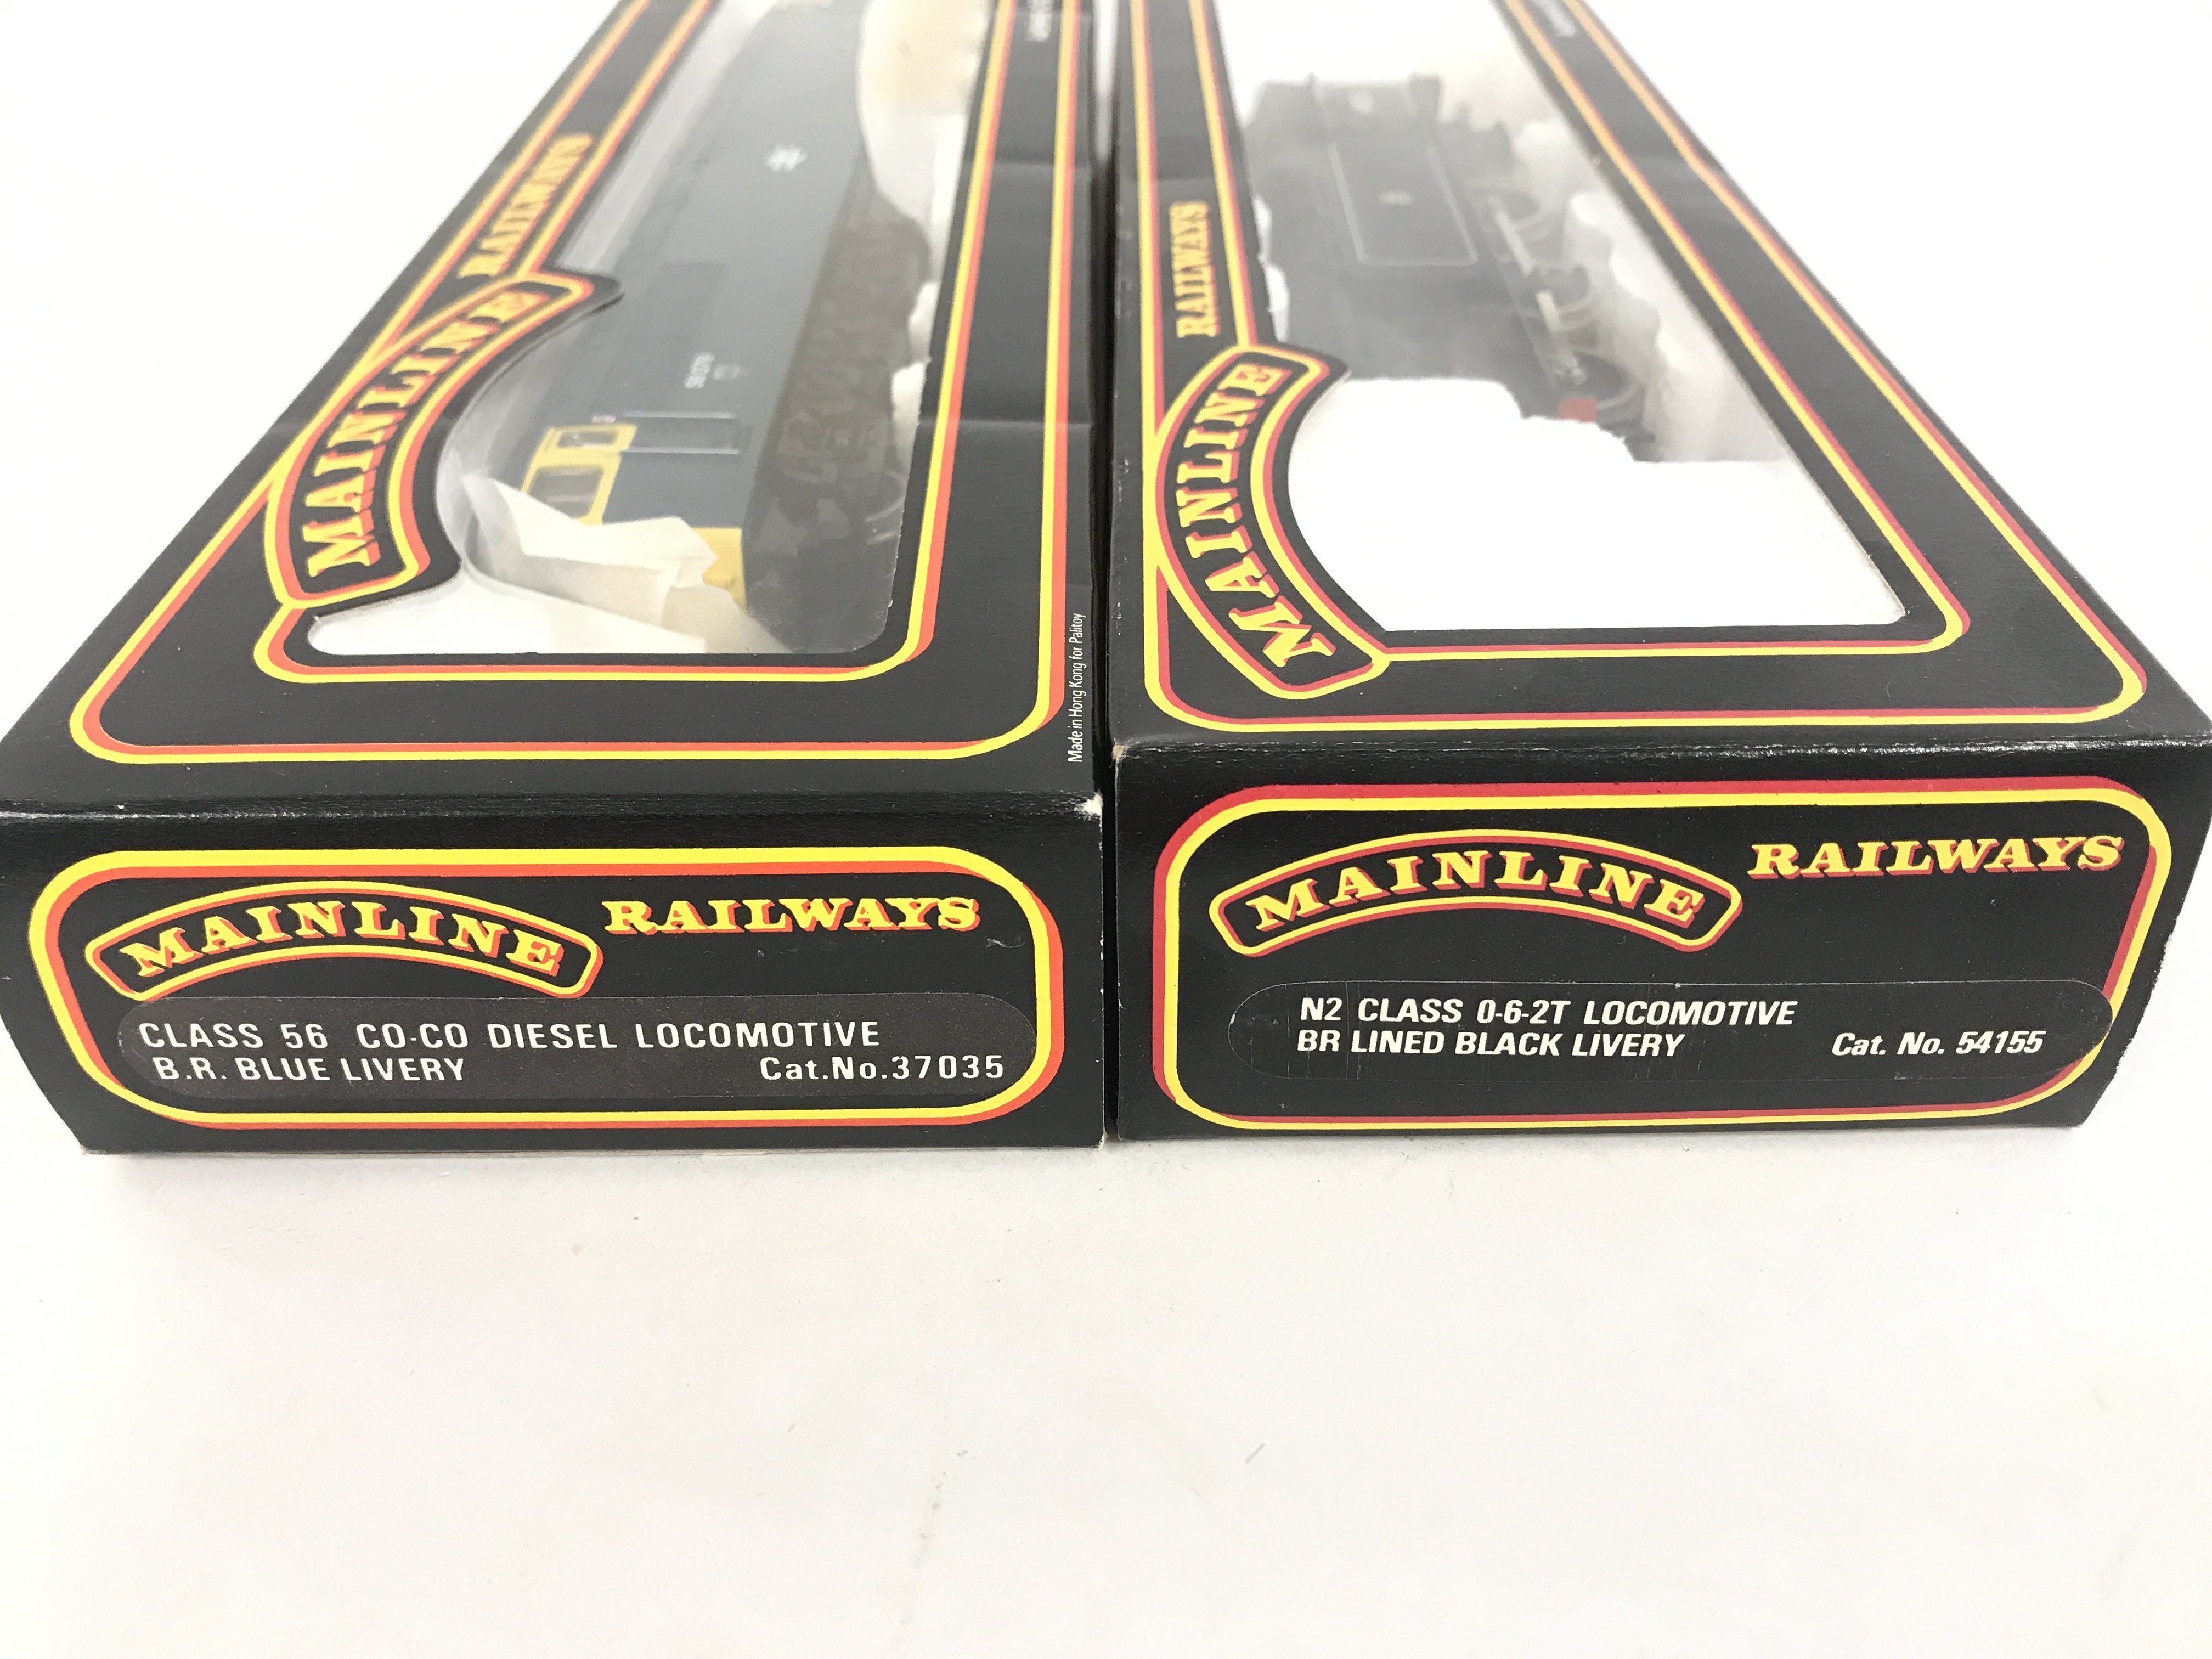 RAILWAYS
MAINLINE
Made in Hong Kong for Palitoy
MAINLINE RAILWAYS
CLASS 56 CO-CO DIESEL LOCOMOTIVE
B.R. BLUE LIVERY Cat.No.37035
RAILWAYS
MAINLINE
MAINLINE RAILWAYS
N2 CLASS 0-6-2T LOCOMOTIVE
BR LINED BLACK LIVERY Cat. No. 54155